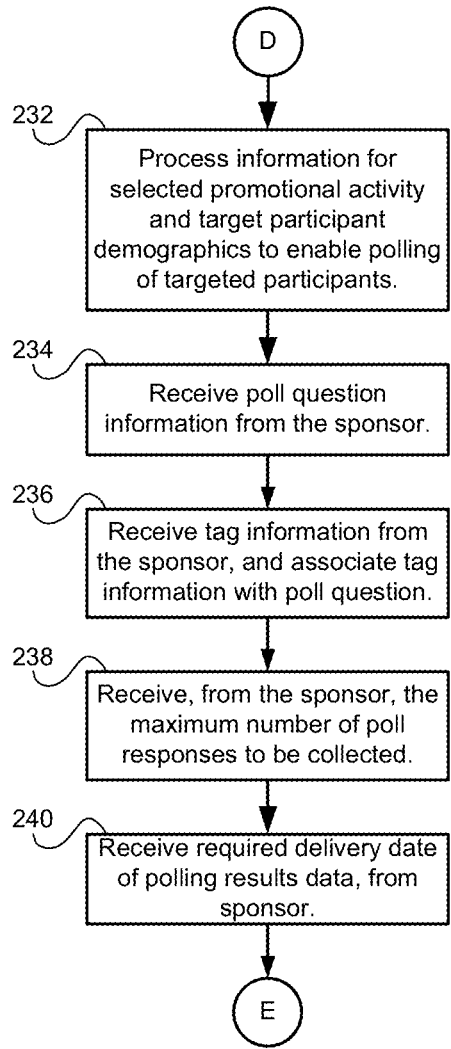 D
232
Process information for
selected promotional activity
and target participant
demographics to enable polling
of targeted participants.
234
Receive poll question
information from the sponsor.
236
Receive tag information from
the sponsor, and associate tag
information with poll question.
238
Receive, from the sponsor, the
maximum number of poll
responses to be collected.
240
Receive required delivery date
of polling results data, from
sponsor.
E